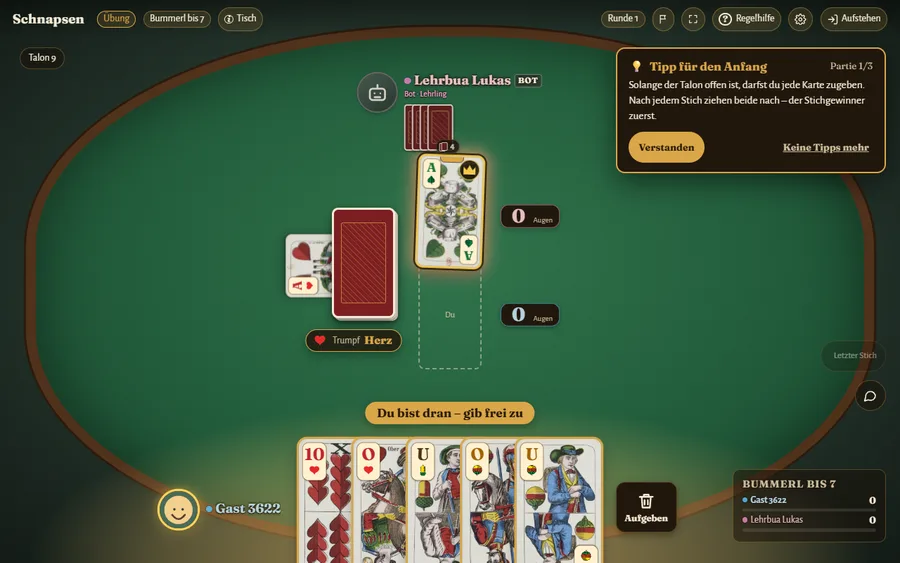 Schnapsen
Übung
Bummerl bis 7
Tisch
Runde 1
Regelhilfe
Aufstehen
Talon 9
Lehrbua Lukas BOT
Bot · Lehrling
4
Tipp für den Anfang
Partie 1/3
Solange der Talon offen ist, darfst du jede Karte zugeben.
Nach jedem Stich ziehen beide nach – der Stichgewinner
zuerst.
Verstanden
Keine Tipps mehr
A
A
0 Augen
A
Trumpf Herz
Du
0 Augen
Letzter Stich
Du bist dran – gib frei zu
10
X
O
U
O
U
Gast 3622
Aufgeben
BUMMERL BIS 7
Gast 3622 0
Lehrbua Lukas 0